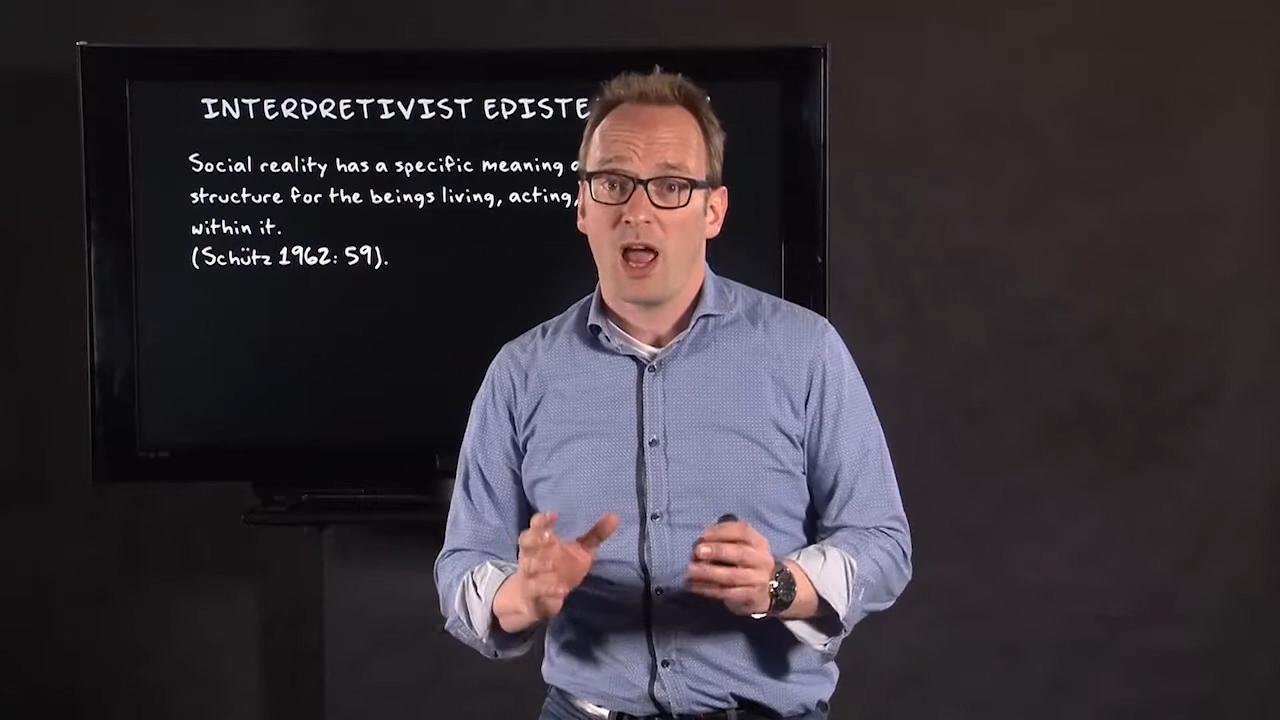 INTERPRETIVIST EPISTE
Social reality has a specific meaning
structure for the beings living, acting,
within it.
(Schütz 1962: 59).